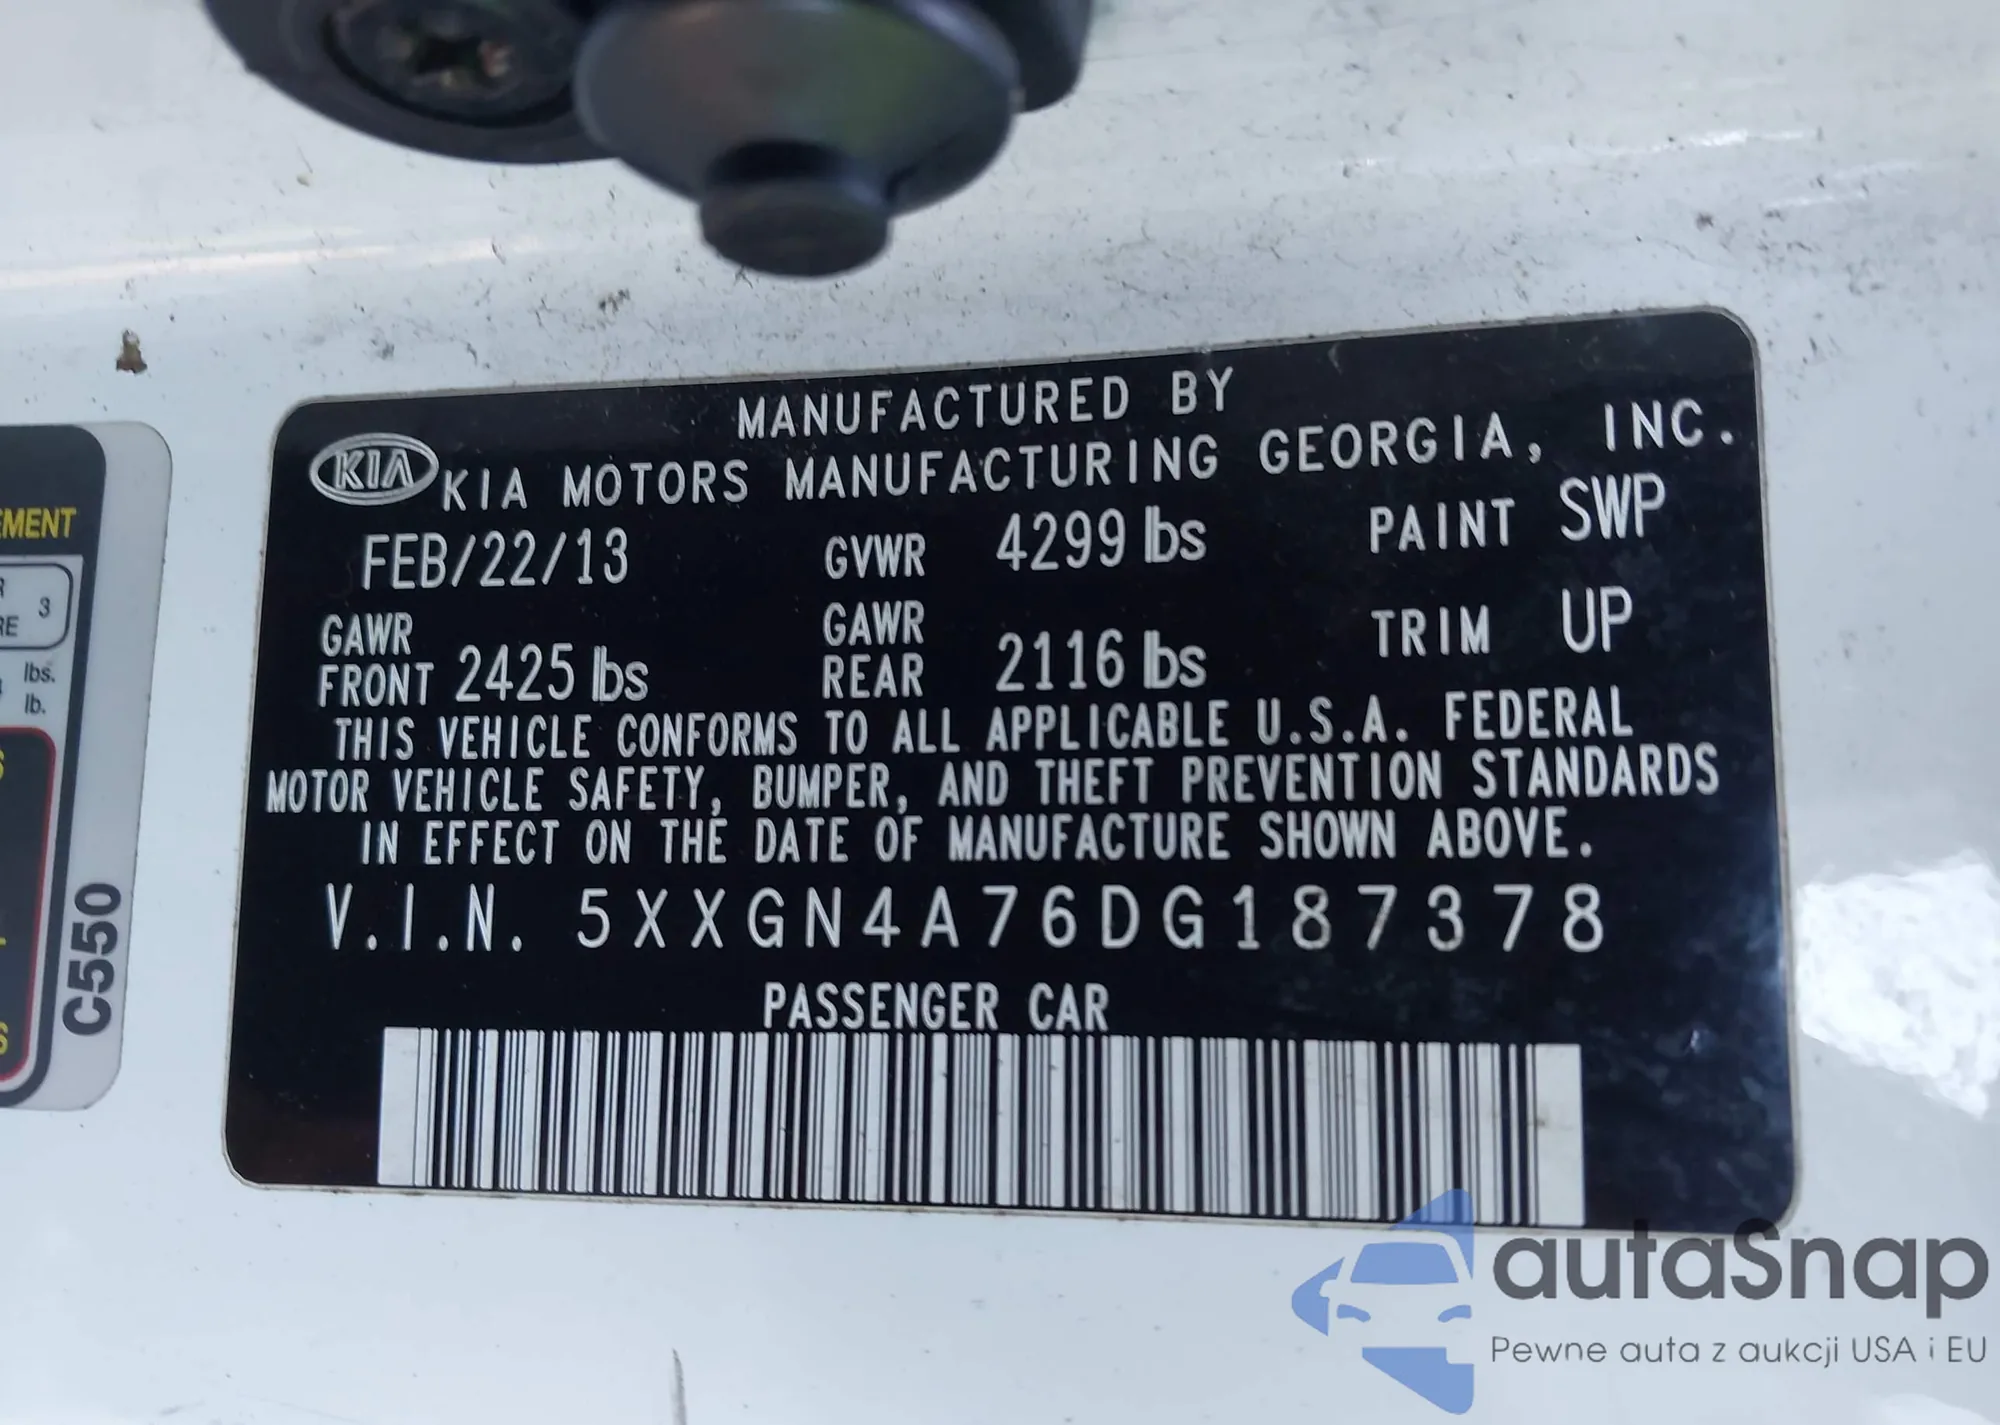 MANUFACTURED BY
KIA KIA MOTORS MANUFACTURING GEORGIA, INC.
FEB/22/13 GVWR 4299 lbs PAINT SWP
GAWR FRONT 2425 lbs GAWR REAR 2116 lbs TRIM UP
THIS VEHICLE CONFORMS TO ALL APPLICABLE U.S.A. FEDERAL
MOTOR VEHICLE SAFETY, BUMPER, AND THEFT PREVENTION STANDARDS
IN EFFECT ON THE DATE OF MANUFACTURE SHOWN ABOVE.
V.I.N. 5XXGN4A76DG187378
PASSENGER CAR
EMENT
3
RE
lbs.
lb.
S
C550
autaSnap
Pewne auta z aukcji USA i EU